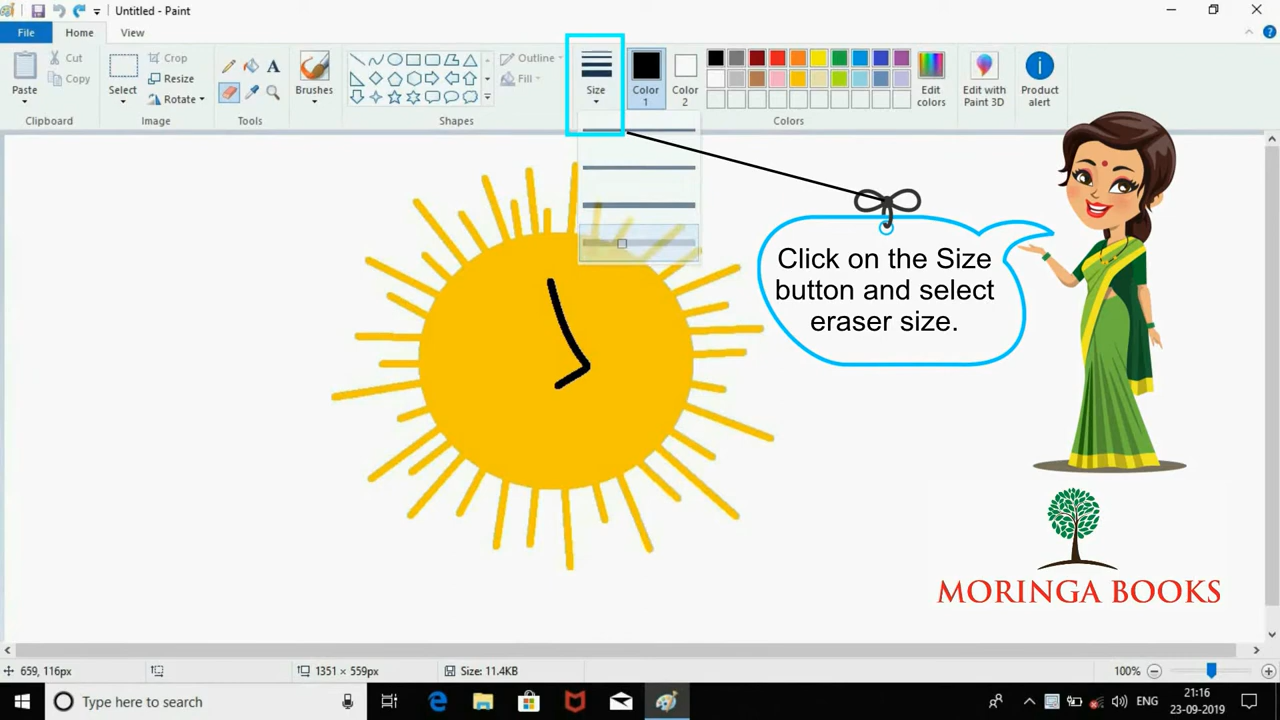 Untitled - Paint
File
Home
View
Paste
Cut
Copy
Clipboard
Select
Crop
Resize
Rotate
Image
A
Tools
Brushes
Outline
Fill
Shapes
Size
Color
1
Color
2
Edit
colors
Colors
Edit with
Paint 3D
Product
alert
Click on the Size
button and select
eraser size.
MORINGA BOOKS
659, 116px
1351 × 559px
Size: 11.4KB
100%
Type here to search
ENG
21:16
23-09-2019